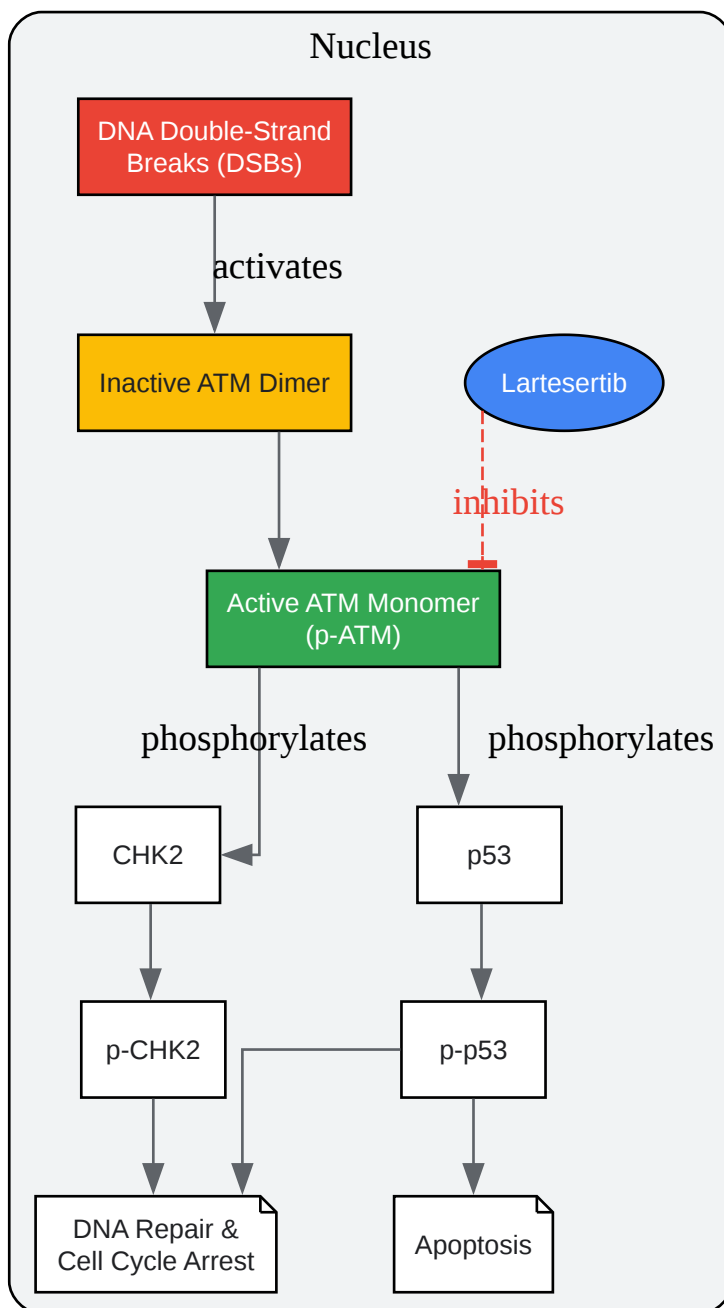 Nucleus
DNA Double-Strand
Breaks (DSBs)
activates
Inactive ATM Dimer
Lartesertib
inhibits
Active ATM Monomer
(p-ATM)
phosphorylates
phosphorylates
CHK2
p53
p-CHK2
p-p53
DNA Repair &
Cell Cycle Arrest
Apoptosis